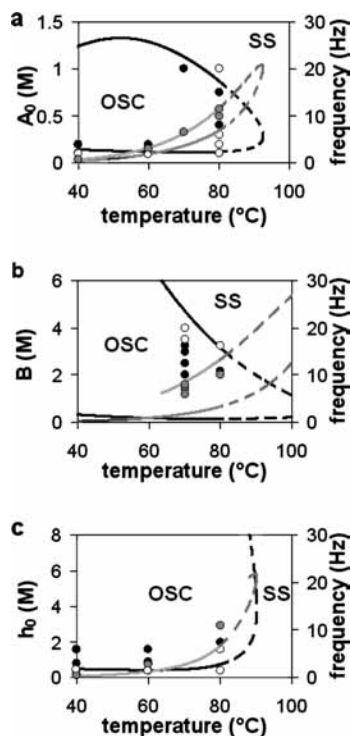 a
1.5
1
0.5
0
A₀ (M)
OSC
SS
30
20
10
0
frequency (Hz)
40 60 80 100
temperature (°C)
b
6
4
2
0
B (M)
OSC
SS
30
20
10
0
frequency (Hz)
40 60 80 100
temperature (°C)
c
8
6
4
2
0
h₀ (M)
OSC
SS
30
20
10
0
frequency (Hz)
40 60 80 100
temperature (°C)